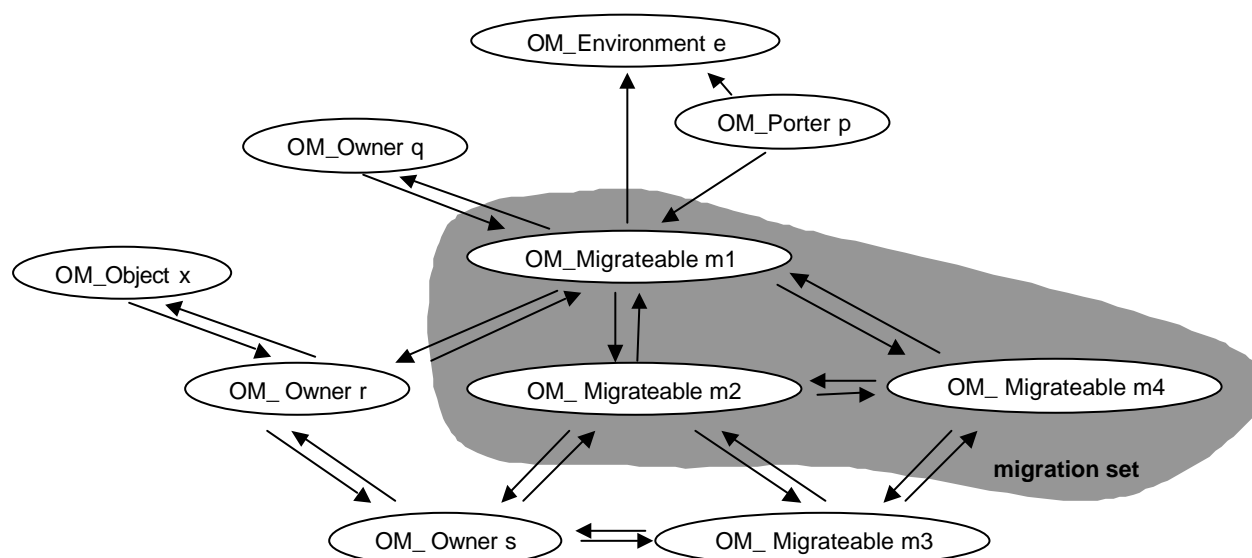 OM_Environment e
OM_Porter p
OM_Owner q
OM_Migrateable m1
OM_Object x
OM_ Owner r
OM_ Migrateable m2
OM_ Migrateable m4
migration set
OM_ Owner s
OM_ Migrateable m3